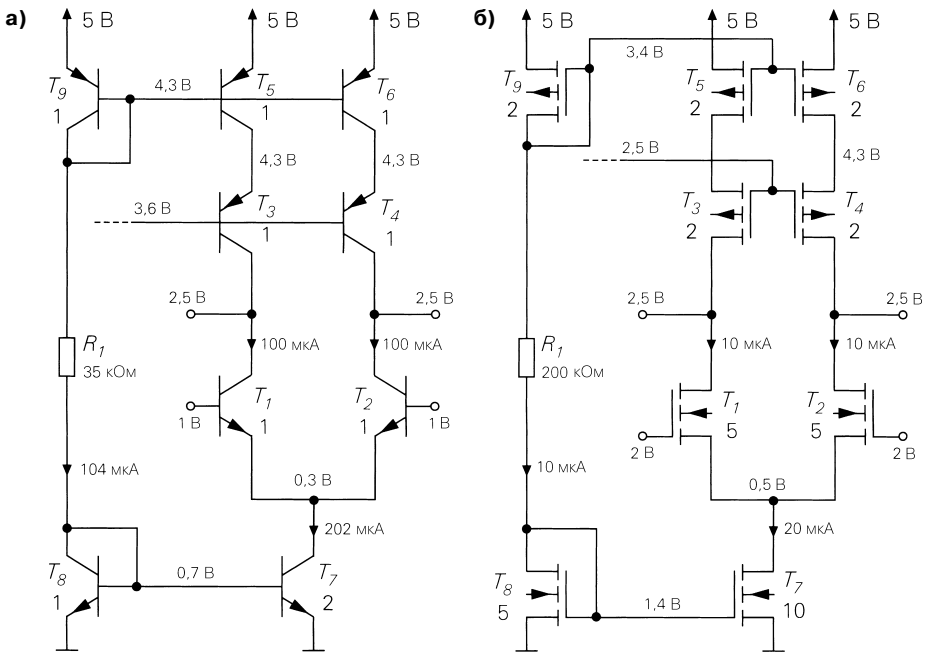 а)
5 В
5 В
5 В
T9
1
4,3 В
T5
1
T6
1
4,3 В
4,3 В
3,6 В
T3
1
T4
1
2,5 В
2,5 В
R1
35 кОм
100 мкА
100 мкА
1 В
T1
1
T2
1
1 В
104 мкА
0,3 В
202 мкА
T8
1
0,7 В
T7
2
б)
5 В
5 В
5 В
3,4 В
T9
2
T5
2
T6
2
2,5 В
4,3 В
T3
2
T4
2
2,5 В
2,5 В
R1
200 кОм
10 мкА
10 мкА
T1
5
T2
5
2 В
2 В
10 мкА
0,5 В
20 мкА
T8
5
1,4 В
T7
10